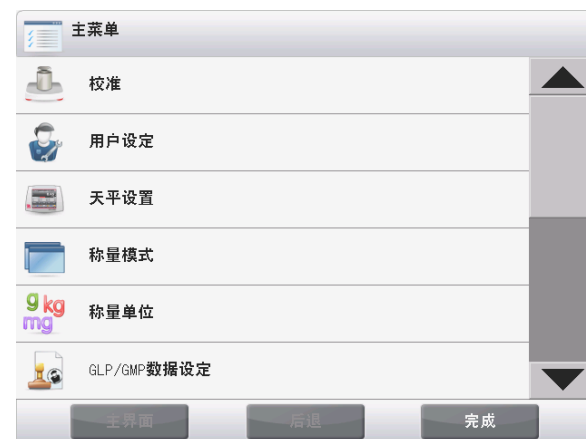 主菜单
校准
用户设定
天平设置
称量模式
g kg
mg
称量单位
GLP/GMP数据设定
主界面 后退 完成